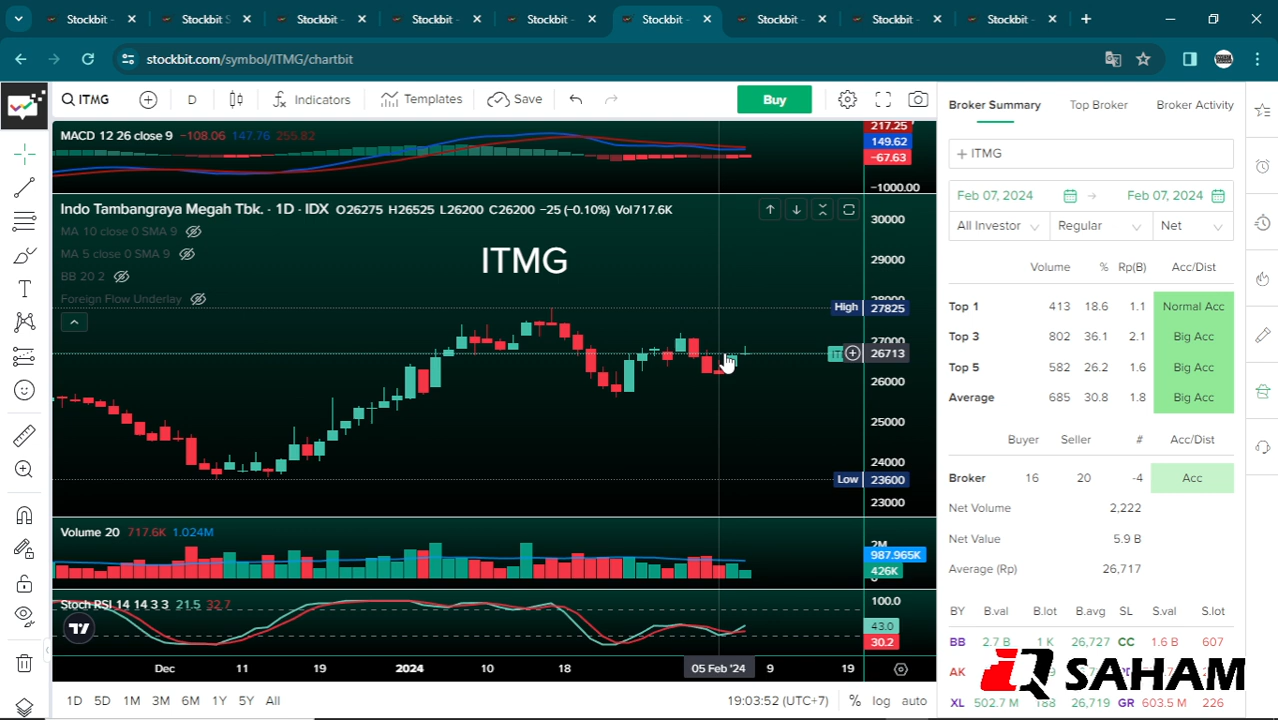 Stockbit -
Stockbit S
Stockbit -
Stockbit -
Stockbit -
Stockbit -
Stockbit -
Stockbit -
Stockbit -
stockbit.com/symbol/ITMG/chartbit
ITMG
D
Indicators
Templates
Save
Buy
MACD 12 26 close 9 −108.06 147.76 255.82
217.25
149.62
−67.63
−1000.00
Indo Tambangraya Megah Tbk. · 1D · IDX O26275 H26525 L26200 C26200 −25 (−0.10%) Vol717.6K
MA 10 close 0 SMA 9
MA 5 close 0 SMA 9
BB 20 2
Foreign Flow Underlay
ITMG
30000
29000
28000
High 27825
27000
26713
26000
25000
24000
Low 23600
23000
Volume 20 717.6K 1.024M
2M
987.965K
426K
0
Stoch RSI 14 14 3 3 21.5 32.7
100.0
43.0
30.2
Dec 11 19 2024 10 18 05 Feb '24 9 19
1D 5D 1M 3M 6M 1Y 5Y All
19:03:52 (UTC+7) % log auto
Broker Summary Top Broker Broker Activity
+ ITMG
Feb 07, 2024 → Feb 07, 2024
All Investor Regular Net
Volume % Rp(B) Acc/Dist
Top 1 413 18.6 1.1 Normal Acc
Top 3 802 36.1 2.1 Big Acc
Top 5 582 26.2 1.6 Big Acc
Average 685 30.8 1.8 Big Acc
Buyer Seller # Acc/Dist
Broker 16 20 -4 Acc
Net Volume 2,222
Net Value 5.9 B
Average (Rp) 26,717
BY B.val B.lot B.avg SL S.val S.lot
BB 2.7 B 1 K 26,727 CC 1.6 B 607
AK
XL 502.7 M 188 26,719 GR 603.5 M 226
SAHAM